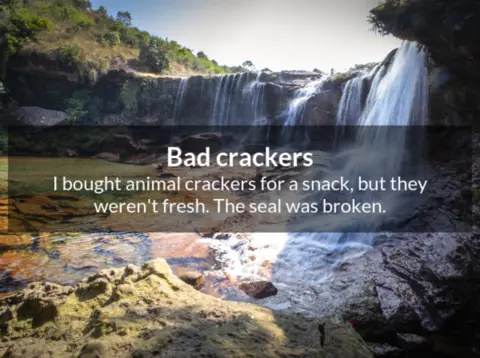 Bad crackers
I bought animal crackers for a snack, but they
weren't fresh. The seal was broken.